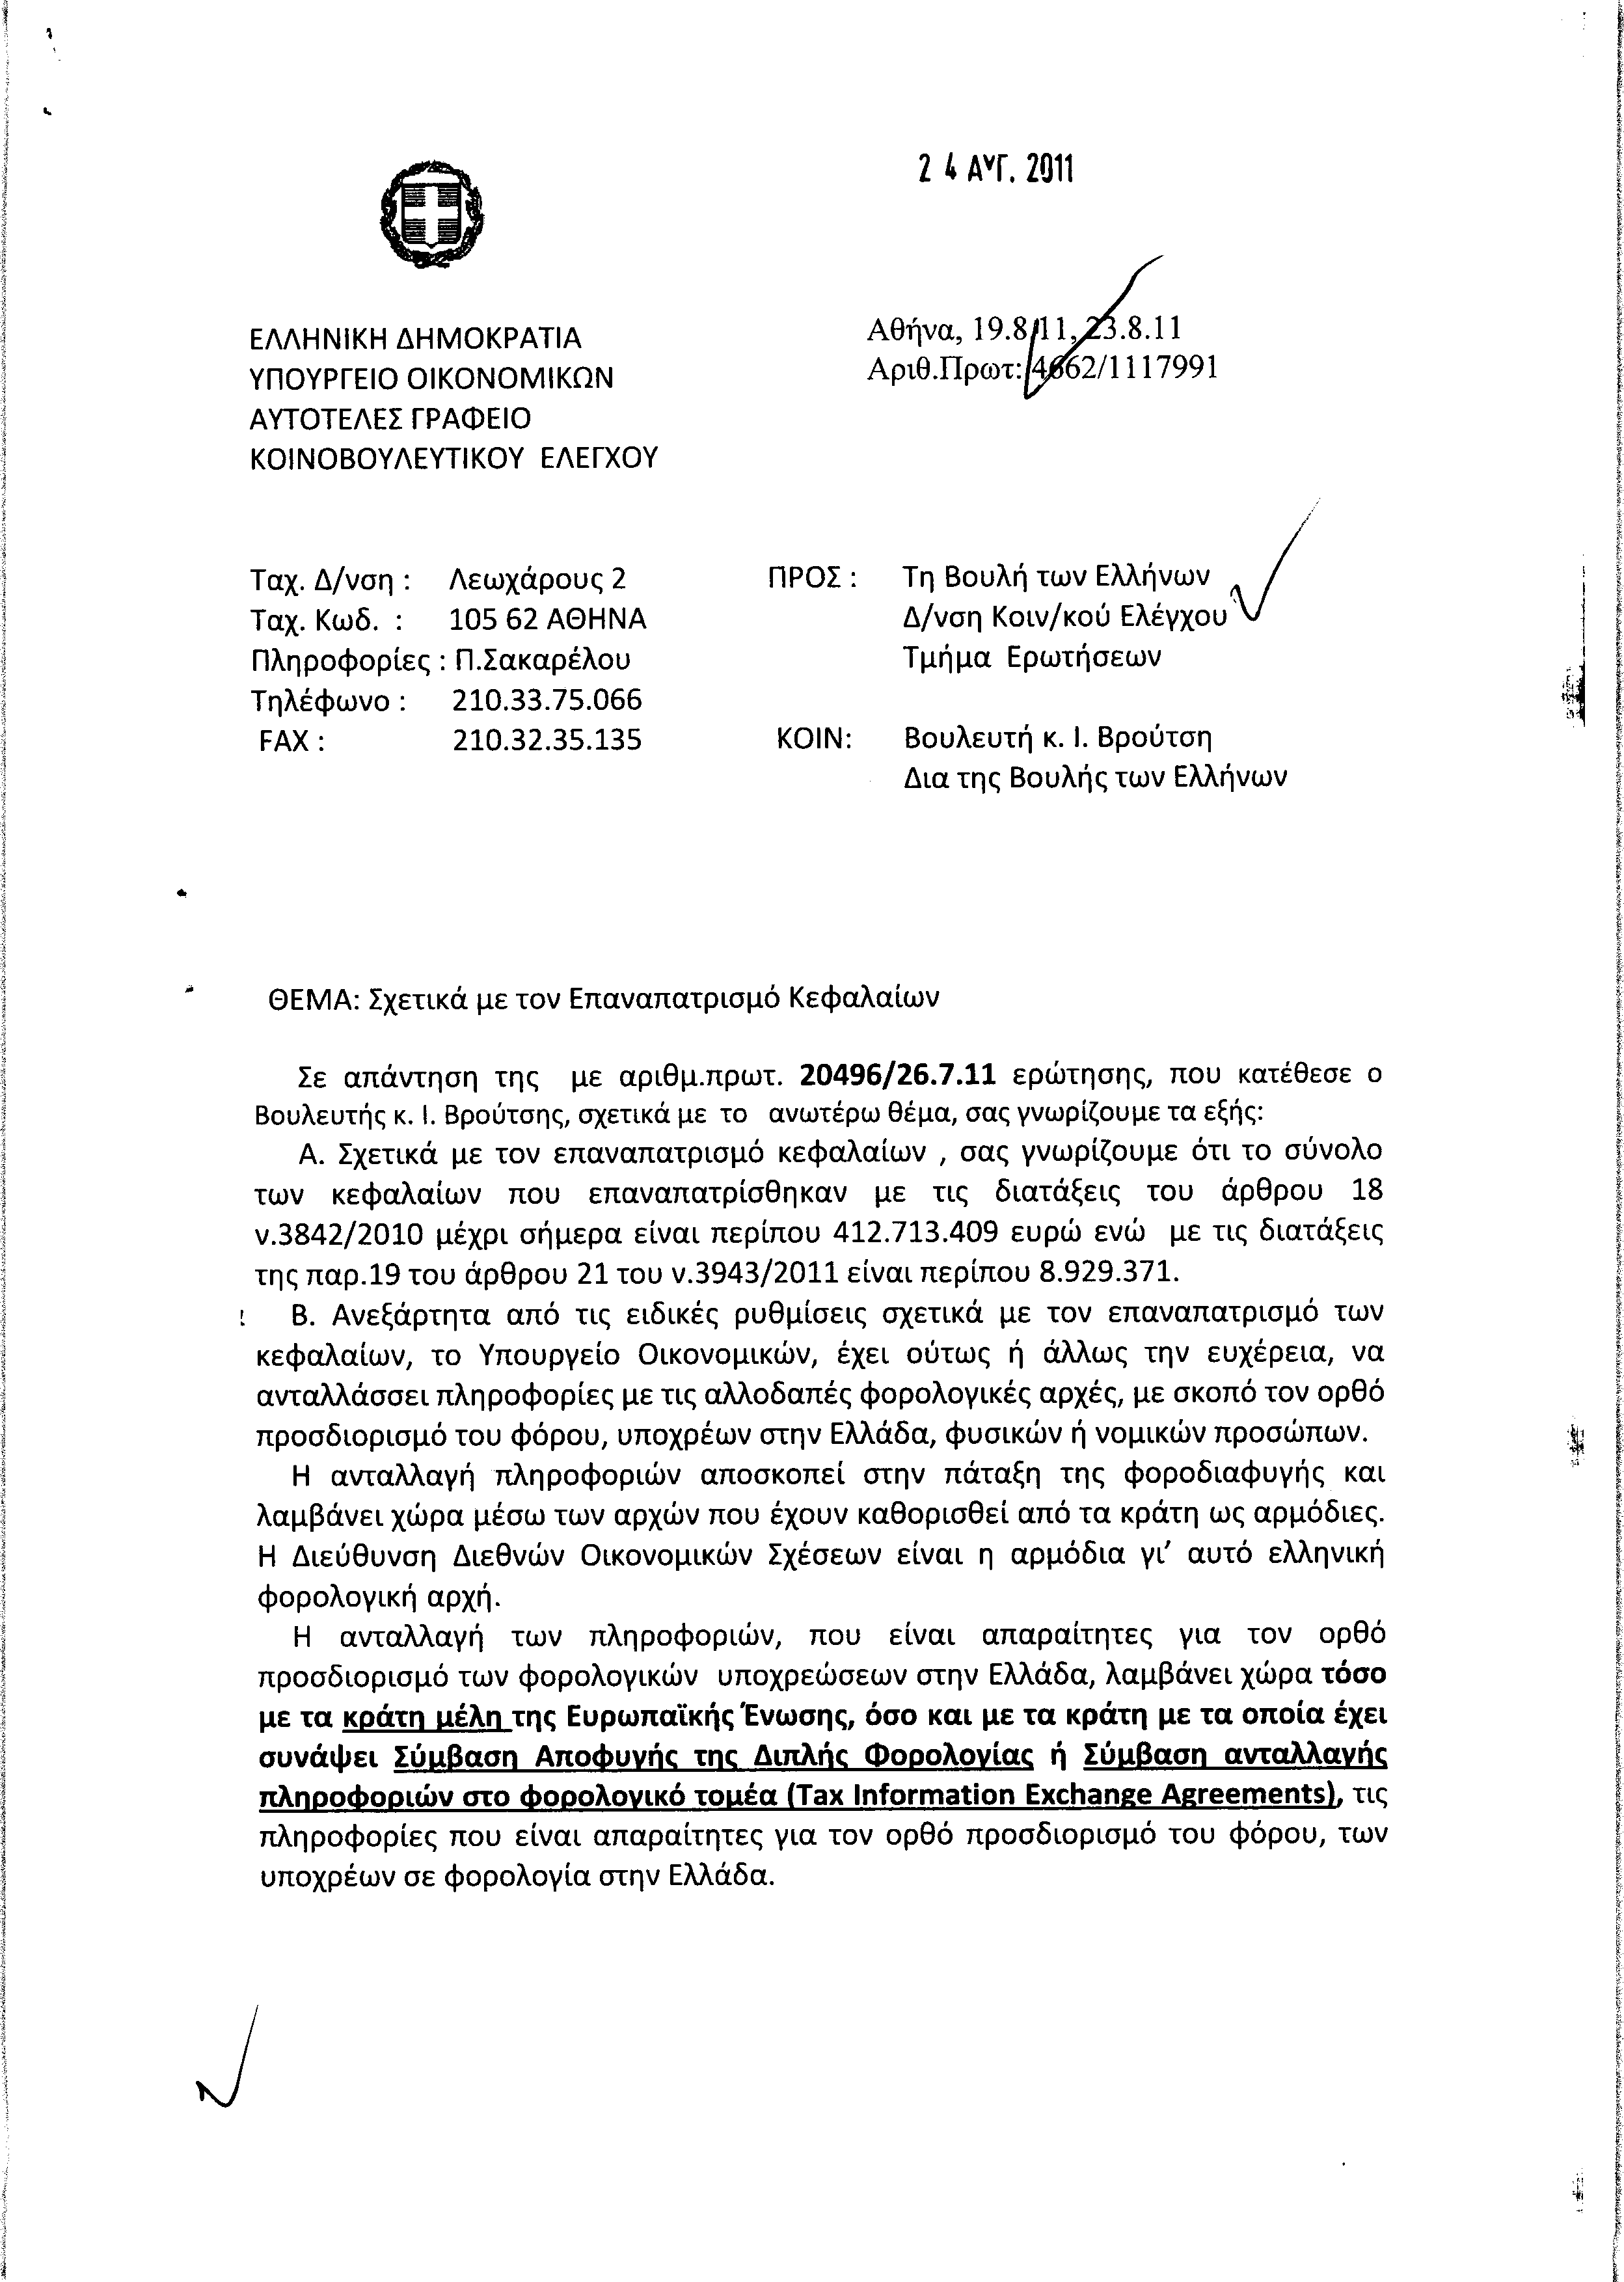 2 4 ΑΥΓ. 2011
ΕΛΛΗΝΙΚΗ ΔΗΜΟΚΡΑΤΙΑ
ΥΠΟΥΡΓΕΙΟ ΟΙΚΟΝΟΜΙΚΩΝ
ΑΥΤΟΤΕΛΕΣ ΓΡΑΦΕΙΟ
ΚΟΙΝΟΒΟΥΛΕΥΤΙΚΟΥ ΕΛΕΓΧΟΥ
Αθήνα, 19.8.11, 23.8.11
Αριθ.Πρωτ: 4662/1117991
Ταχ. Δ/νση : Λεωχάρους 2
Ταχ. Κωδ. : 105 62 ΑΘΗΝΑ
Πληροφορίες : Π.Σακαρέλου
Τηλέφωνο : 210.33.75.066
FAX : 210.32.35.135
ΠΡΟΣ : Τη Βουλή των Ελλήνων
Δ/νση Κοιν/κού Ελέγχου
Τμήμα Ερωτήσεων
ΚΟΙΝ: Βουλευτή κ. Ι. Βρούτση
Δια της Βουλής των Ελλήνων
ΘΕΜΑ: Σχετικά με τον Επαναπατρισμό Κεφαλαίων
Σε απάντηση της με αριθμ.πρωτ. 20496/26.7.11 ερώτησης, που κατέθεσε ο
Βουλευτής κ. Ι. Βρούτσης, σχετικά με το ανωτέρω θέμα, σας γνωρίζουμε τα εξής:
Α. Σχετικά με τον επαναπατρισμό κεφαλαίων , σας γνωρίζουμε ότι το σύνολο
των κεφαλαίων που επαναπατρίσθηκαν με τις διατάξεις του άρθρου 18
ν.3842/2010 μέχρι σήμερα είναι περίπου 412.713.409 ευρώ ενώ με τις διατάξεις
της παρ.19 του άρθρου 21 του ν.3943/2011 είναι περίπου 8.929.371.
Β. Ανεξάρτητα από τις ειδικές ρυθμίσεις σχετικά με τον επαναπατρισμό των
κεφαλαίων, το Υπουργείο Οικονομικών, έχει ούτως ή άλλως την ευχέρεια, να
ανταλλάσσει πληροφορίες με τις αλλοδαπές φορολογικές αρχές, με σκοπό τον ορθό
προσδιορισμό του φόρου, υποχρέων στην Ελλάδα, φυσικών ή νομικών προσώπων.
Η ανταλλαγή πληροφοριών αποσκοπεί στην πάταξη της φοροδιαφυγής και
λαμβάνει χώρα μέσω των αρχών που έχουν καθορισθεί από τα κράτη ως αρμόδιες.
Η Διεύθυνση Διεθνών Οικονομικών Σχέσεων είναι η αρμόδια γι' αυτό ελληνική
φορολογική αρχή.
Η ανταλλαγή των πληροφοριών, που είναι απαραίτητες για τον ορθό
προσδιορισμό των φορολογικών υποχρεώσεων στην Ελλάδα, λαμβάνει χώρα τόσο
με τα κράτη μέλη της Ευρωπαϊκής Ένωσης, όσο και με τα κράτη με τα οποία έχει
συνάψει Σύμβαση Αποφυγής της Διπλής Φορολογίας ή Σύμβαση ανταλλαγής
πληροφοριών στο φορολογικό τομέα (Tax Information Exchange Agreements), τις
πληροφορίες που είναι απαραίτητες για τον ορθό προσδιορισμό του φόρου, των
υποχρέων σε φορολογία στην Ελλάδα.